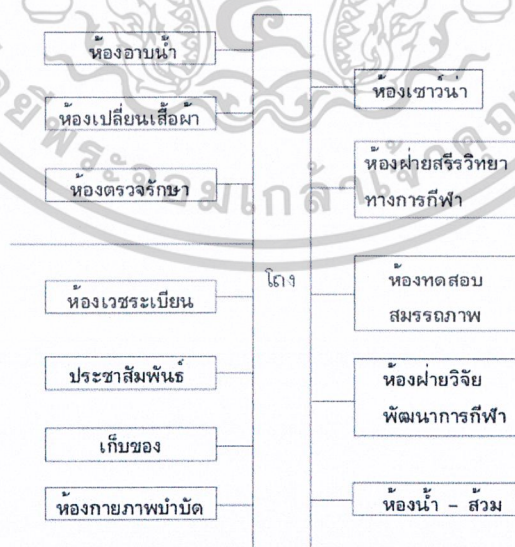 ห้องอาบน้ำ
ห้องเปลี่ยนเสื้อผ้า
ห้องตรวจรักษา
ห้องเวชระเบียน
ประชาสัมพันธ์
เก็บของ
ห้องกายภาพบำบัด
โถง
ห้องเซาว์น่า
ห้องฝ่ายสรีรวิทยา
ทางการกีฬา
ห้องทดสอบ
สมรรถภาพ
ห้องฝ่ายวิจัย
พัฒนาการกีฬา
ห้องน้ำ - ส้วม